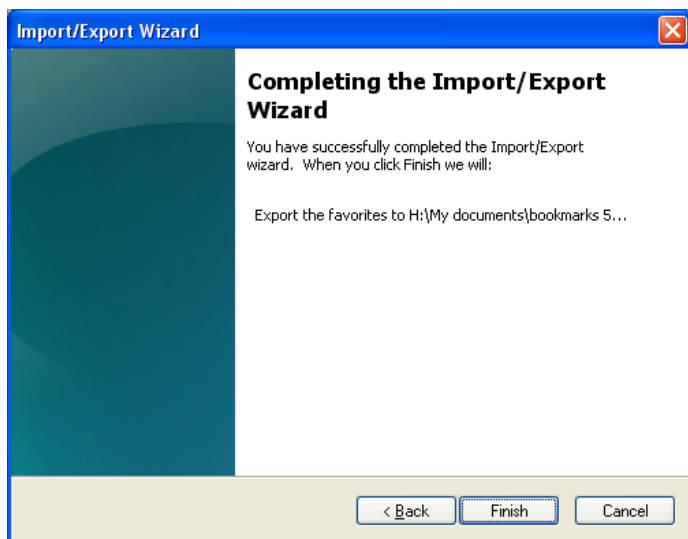 Import/Export Wizard
Completing the Import/Export
Wizard
You have successfully completed the Import/Export
wizard.  When you click Finish we will:
Export the favorites to H:\My documents\bookmarks 5...
< Back
Finish
Cancel